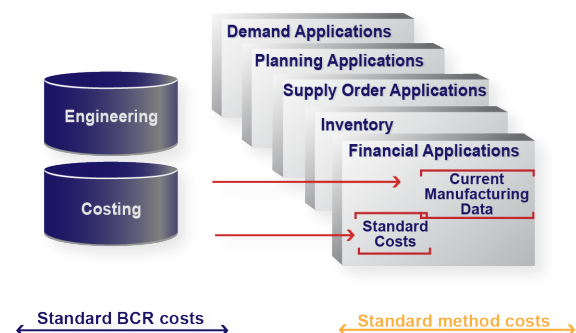 Demand Applications
Planning Applications
Supply Order Applications
Inventory
Financial Applications
Engineering
Costing
Current
Manufacturing
Data
Standard
Costs
Standard BCR costs
Standard method costs